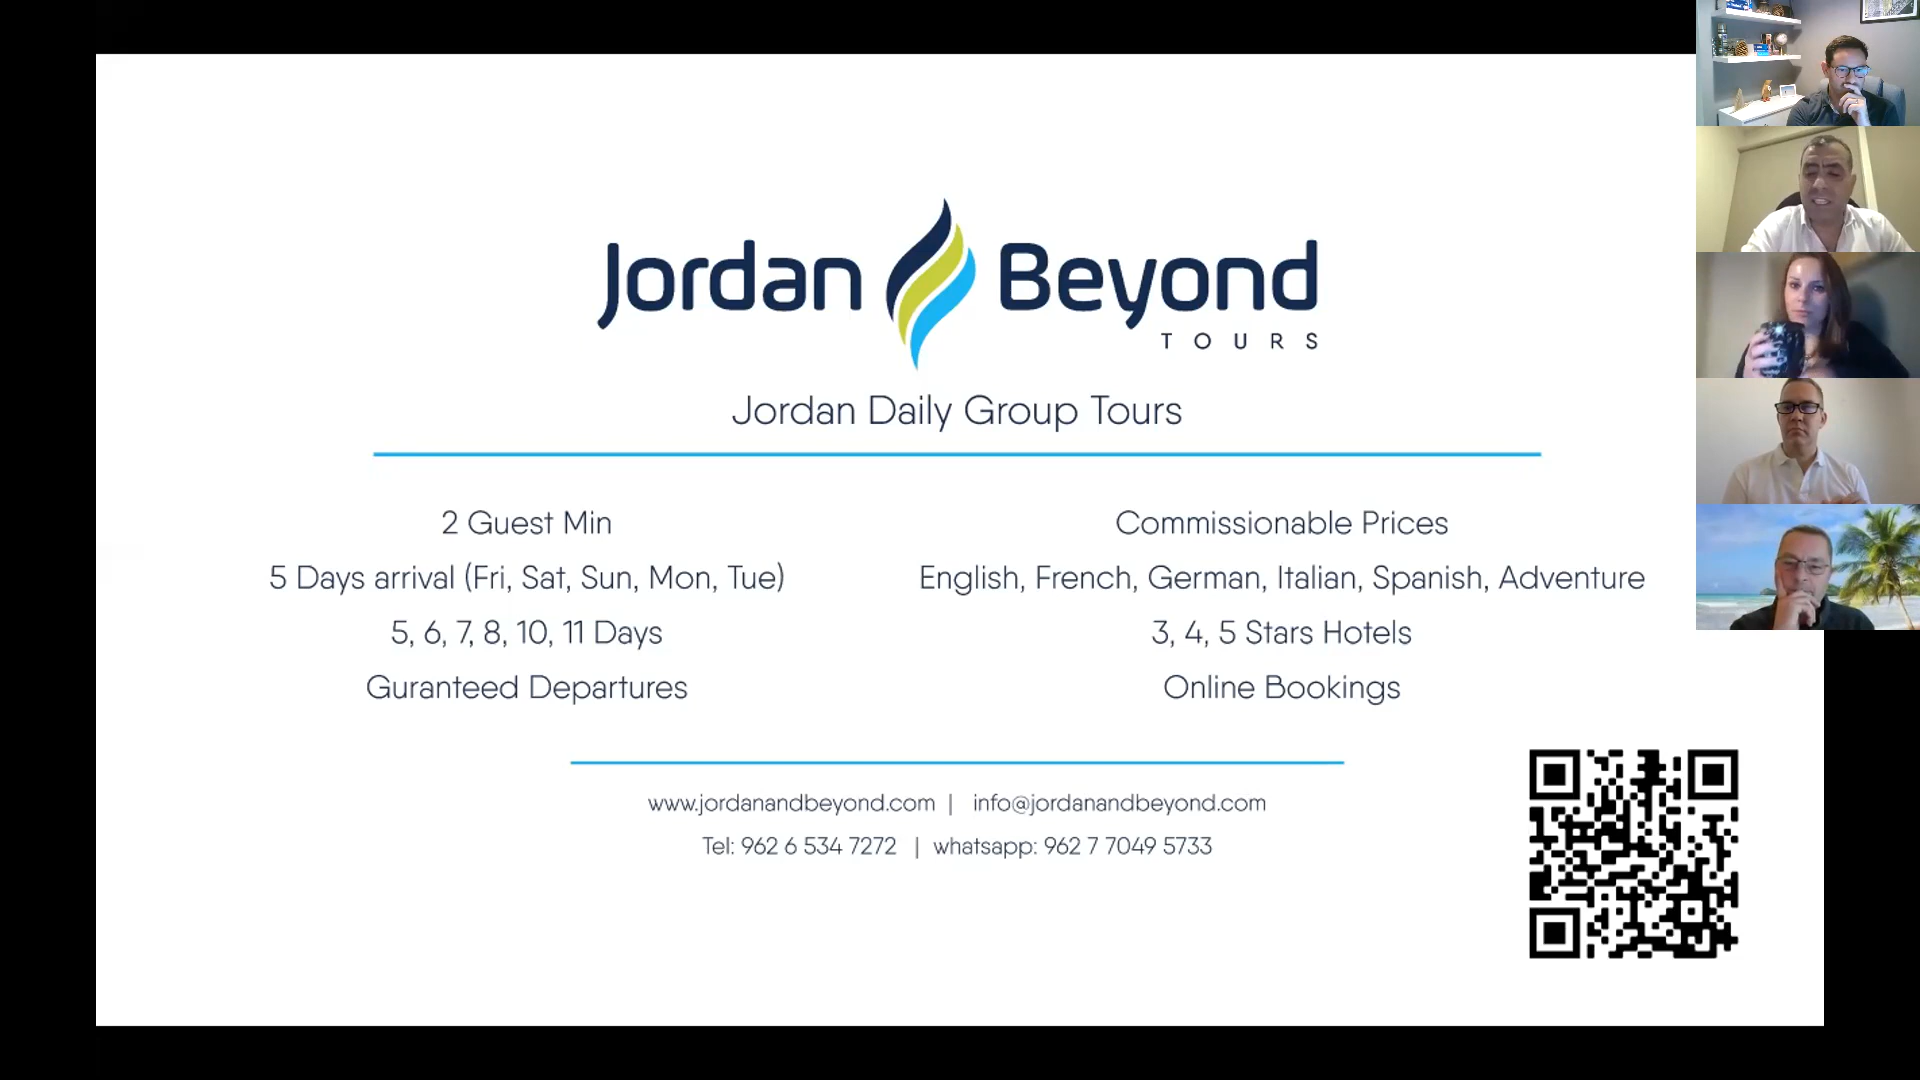 Jordan Beyond
TOURS
Jordan Daily Group Tours
2 Guest Min
5 Days arrival (Fri, Sat, Sun, Mon, Tue)
5, 6, 7, 8, 10, 11 Days
Guranteed Departures
Commissionable Prices
English, French, German, Italian, Spanish, Adventure
3, 4, 5 Stars Hotels
Online Bookings
www.jordanandbeyond.com | info@jordanandbeyond.com
Tel: 962 6 534 7272 | whatsapp: 962 7 7049 5733